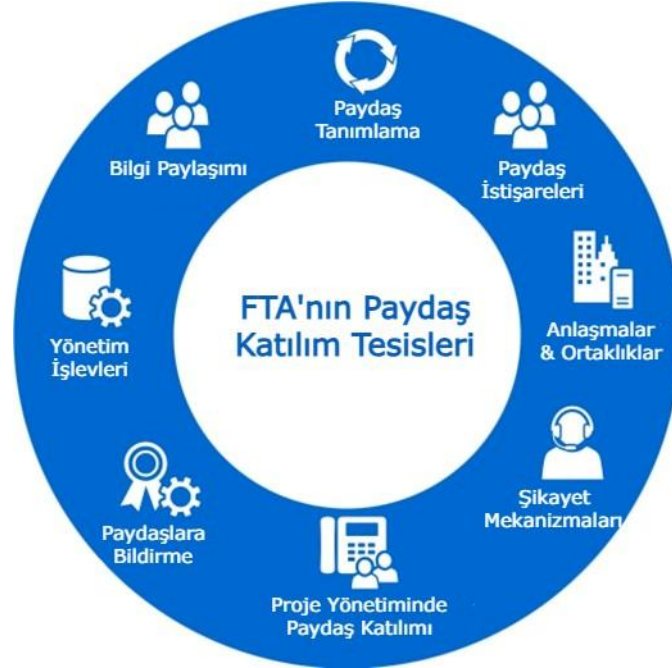 Paydaş
Tanımlama
Paydaş
İstişareleri
Anlaşmalar
& Ortaklıklar
Şikayet
Mekanizmaları
Proje Yönetiminde
Paydaş Katılımı
Paydaşlara
Bildirme
Yönetim
İşlevleri
Bilgi Paylaşımı
FTA'nın Paydaş
Katılım Tesisleri